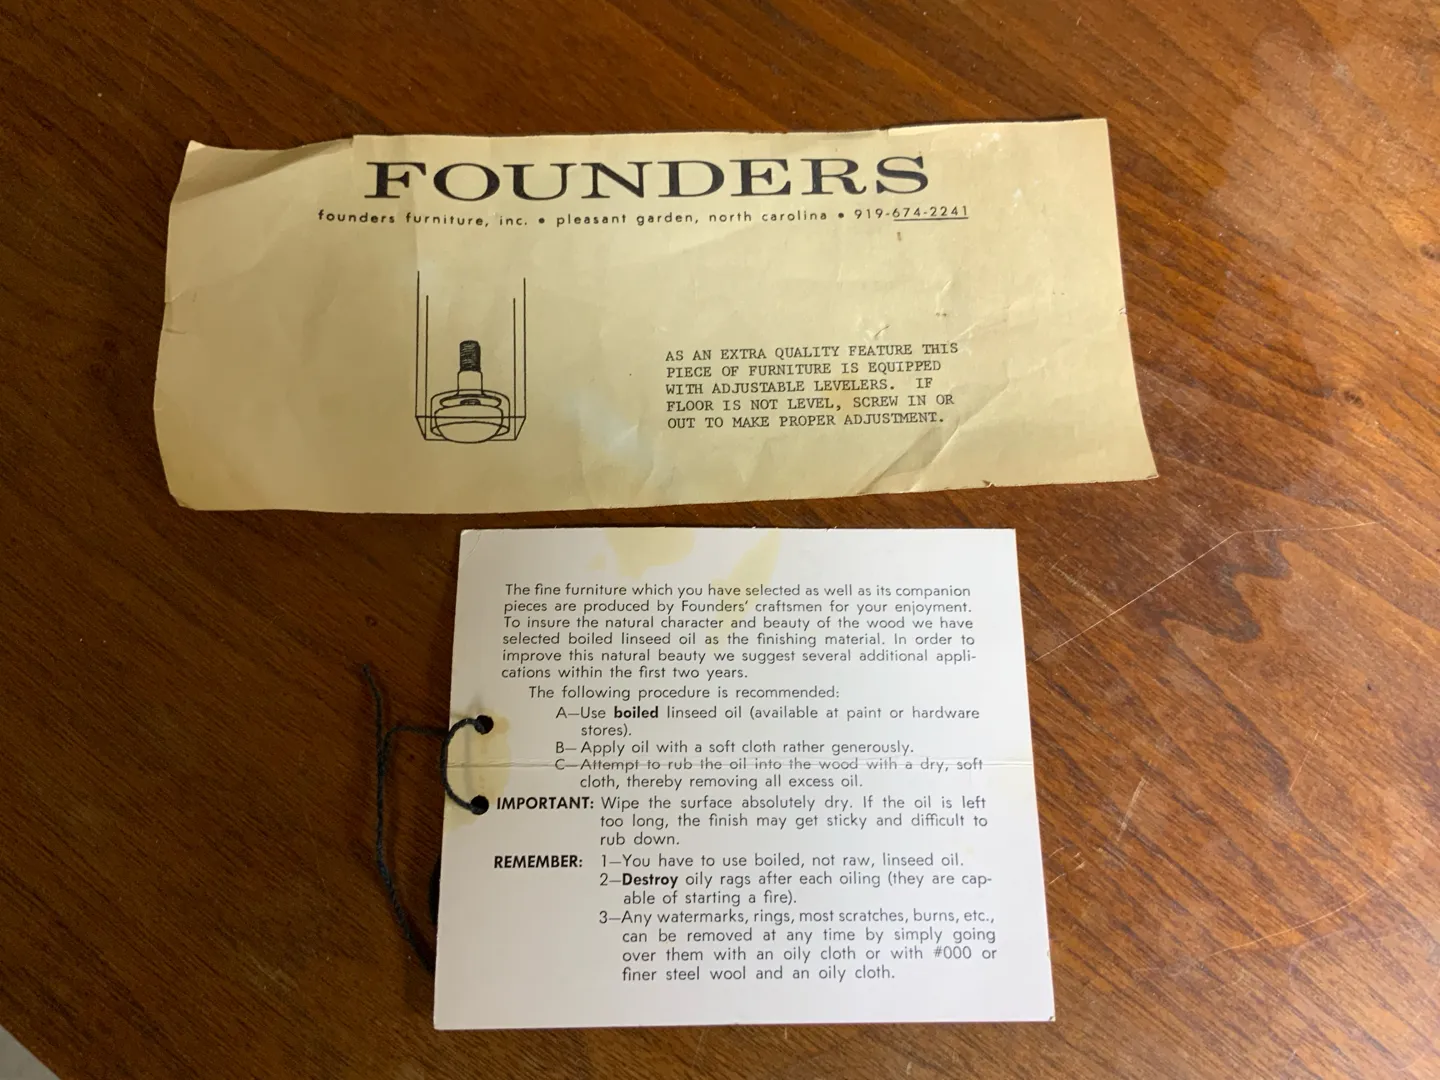 FOUNDERS
founders furniture, inc. • pleasant garden, north carolina • 919-674-2241
AS AN EXTRA QUALITY FEATURE THIS
PIECE OF FURNITURE IS EQUIPPED
WITH ADJUSTABLE LEVELERS. IF
FLOOR IS NOT LEVEL, SCREW IN OR
OUT TO MAKE PROPER ADJUSTMENT.
The fine furniture which you have selected as well as its companion
pieces are produced by Founders' craftsmen for your enjoyment.
To insure the natural character and beauty of the wood we have
selected boiled linseed oil as the finishing material. In order to
improve this natural beauty we suggest several additional appli-
cations within the first two years.
The following procedure is recommended:
A—Use boiled linseed oil (available at paint or hardware
stores).
B—Apply oil with a soft cloth rather generously.
C—Attempt to rub the oil into the wood with a dry, soft
cloth, thereby removing all excess oil.
IMPORTANT: Wipe the surface absolutely dry. If the oil is left
too long, the finish may get sticky and difficult to
rub down.
REMEMBER: 1—You have to use boiled, not raw, linseed oil.
2—Destroy oily rags after each oiling (they are cap-
able of starting a fire).
3—Any watermarks, rings, most scratches, burns, etc.,
can be removed at any time by simply going
over them with an oily cloth or with #000 or
finer steel wool and an oily cloth.